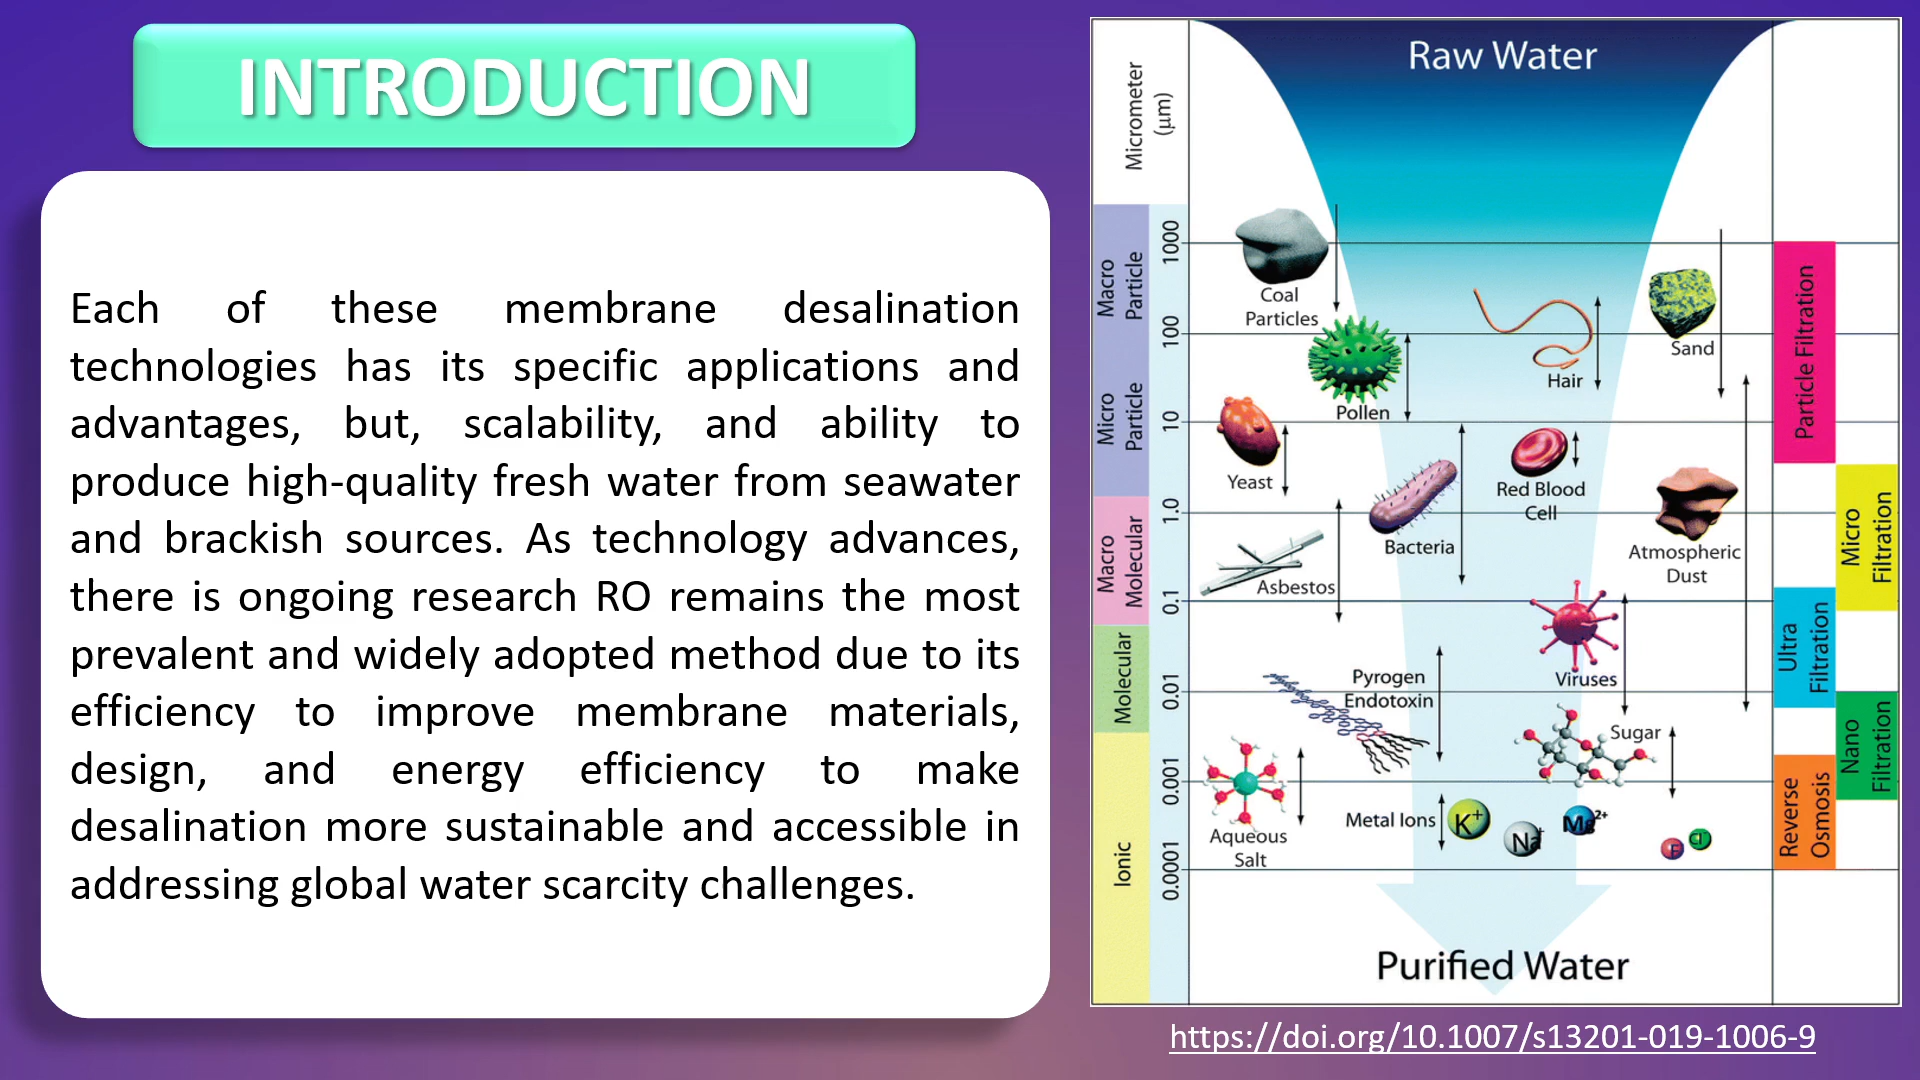 INTRODUCTION
Each of these membrane desalination
technologies has its specific applications and
advantages, but, scalability, and ability to
produce high-quality fresh water from seawater
and brackish sources. As technology advances,
there is ongoing research RO remains the most
prevalent and widely adopted method due to its
efficiency to improve membrane materials,
design, and energy efficiency to make
desalination more sustainable and accessible in
addressing global water scarcity challenges.
Raw Water
Micrometer
(μm)
Macro
Particle
Micro
Particle
Macro
Molecular
Molecular
Ionic
1000
100
10
1.0
0.1
0.01
0.001
0.0001
Coal
Particles
Pollen
Hair
Sand
Yeast
Bacteria
Red Blood
Cell
Atmospheric
Dust
Asbestos
Viruses
Pyrogen
Endotoxin
Sugar
Aqueous
Salt
Metal Ions
K+
Na+
Mg2+
F-
Cl-
Particle Filtration
Micro
Filtration
Ultra
Filtration
Nano
Filtration
Reverse
Osmosis
Purified Water
https://doi.org/10.1007/s13201-019-1006-9